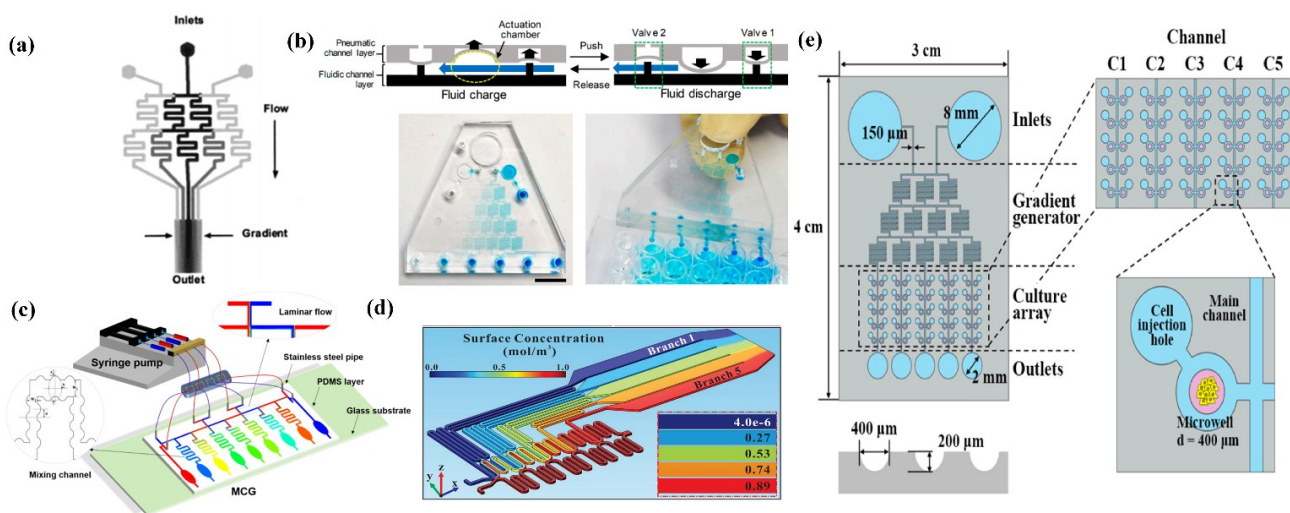 (a)
Inlets
Flow
Gradient
Outlet
(b)
Actuation
chamber
Pneumatic
channel layer
Fluidic channel
layer
Push
Release
Valve 2
Valve 1
Fluid charge
Fluid discharge
(c)
Laminar flow
Syringe pump
Stainless steel pipe
PDMS layer
Glass substrate
Mixing channel
MCG
(d)
Surface Concentration
(mol/m³)
0.0
0.5
1.0
Branch 1
Branch 5
4.0e-6
0.27
0.53
0.74
0.89
z
y
x
(e)
3 cm
4 cm
150 µm
8 mm
Inlets
Gradient
generator
Culture
array
Outlets
2 mm
400 µm
200 µm
Channel
C1 C2 C3 C4 C5
Cell
injection
hole
Main
channel
Microwell
d = 400 µm